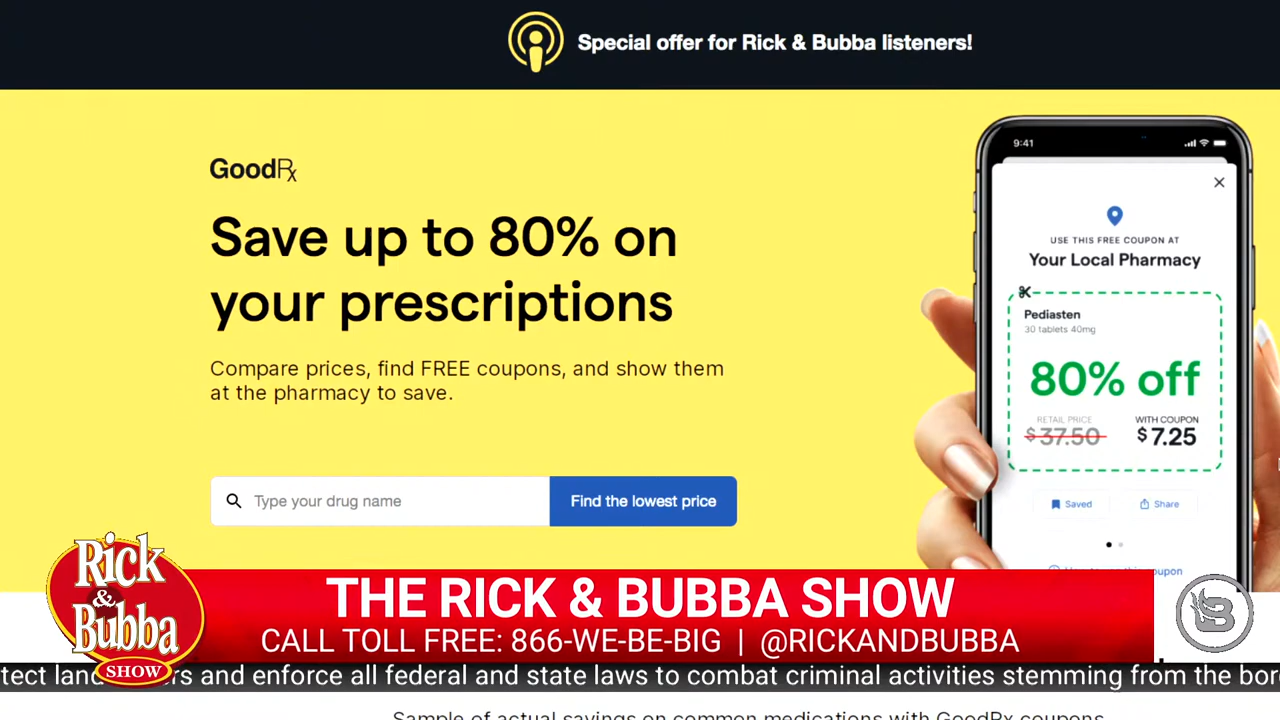 Special offer for Rick & Bubba listeners!
GoodRx
Save up to 80% on
your prescriptions
Compare prices, find FREE coupons, and show them
at the pharmacy to save.
Type your drug name
Find the lowest price
9:41
USE THIS FREE COUPON AT
Your Local Pharmacy
Pediasten
30 tablets 40mg
80% off
RETAIL PRICE
$37.50
WITH COUPON
$7.25
Saved
Share
Rick
&
Bubba
SHOW
THE RICK & BUBBA SHOW
CALL TOLL FREE: 866-WE-BE-BIG | @RICKANDBUBBA
and enforce all federal and state laws to combat criminal activities stemming from the
Sample of actual savings on common medications with GoodRx coupons